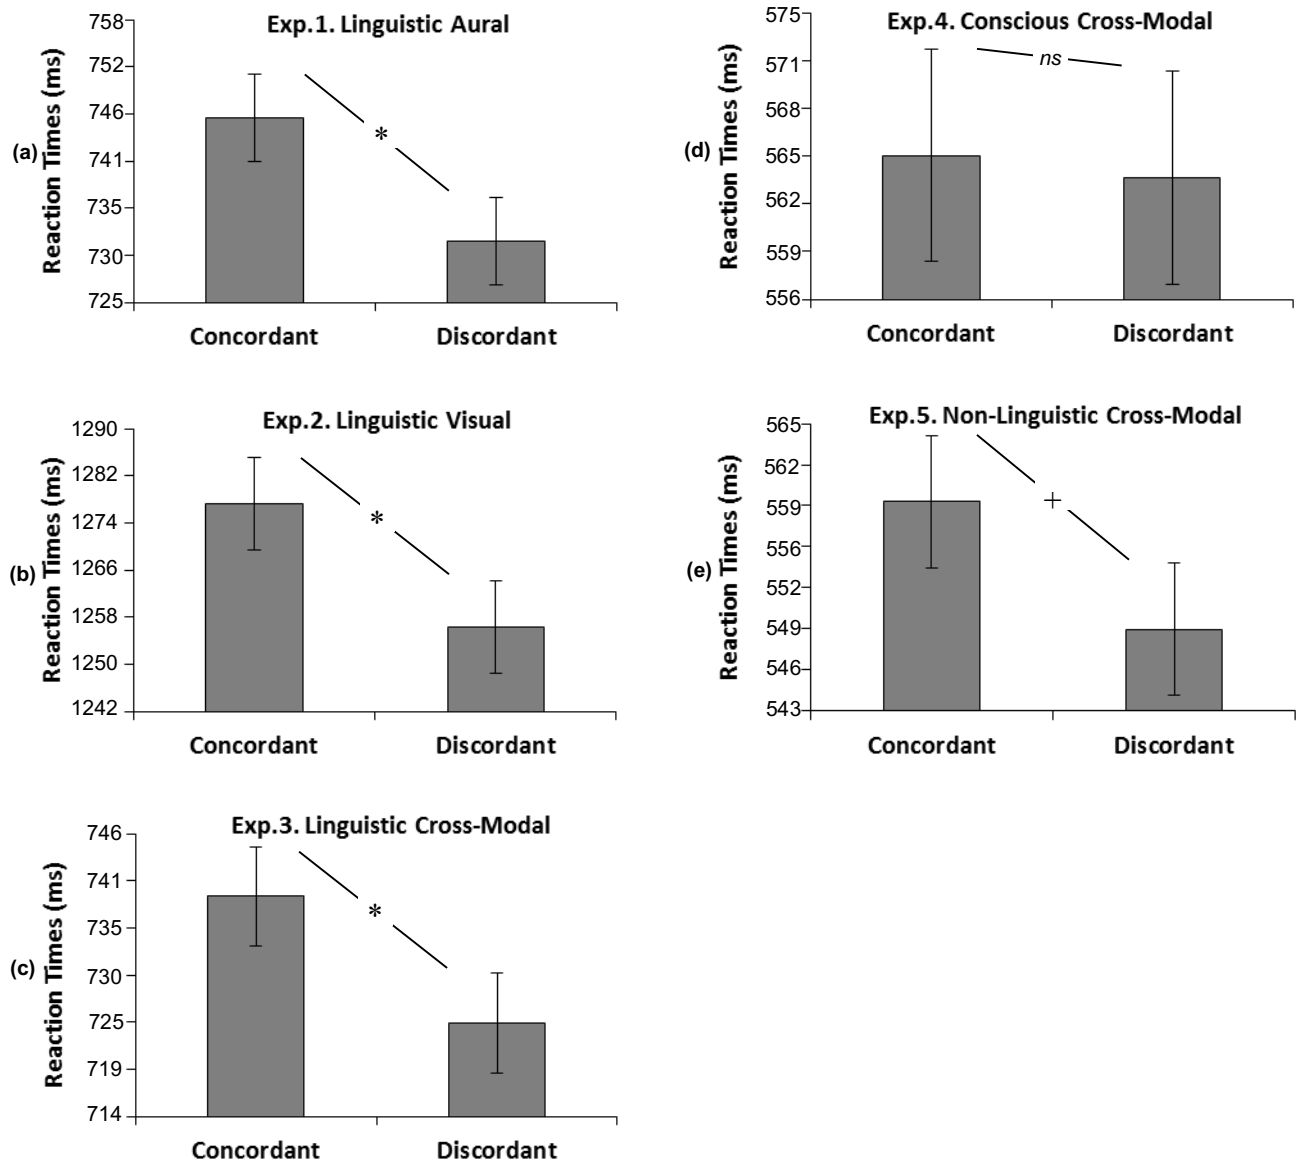 Exp.1. Linguistic Aural
(a)
Reaction Times (ms)
758
752
746
741
735
730
725
*
Concordant
Discordant
Exp.2. Linguistic Visual
(b)
Reaction Times (ms)
1290
1282
1274
1266
1258
1250
1242
*
Concordant
Discordant
Exp.3. Linguistic Cross-Modal
(c)
Reaction Times (ms)
746
741
735
730
725
719
714
*
Concordant
Discordant
Exp.4. Conscious Cross-Modal
(d)
Reaction Times (ms)
575
571
568
565
562
559
556
ns
Concordant
Discordant
Exp.5. Non-Linguistic Cross-Modal
(e)
Reaction Times (ms)
565
562
559
556
552
549
546
543
+
Concordant
Discordant